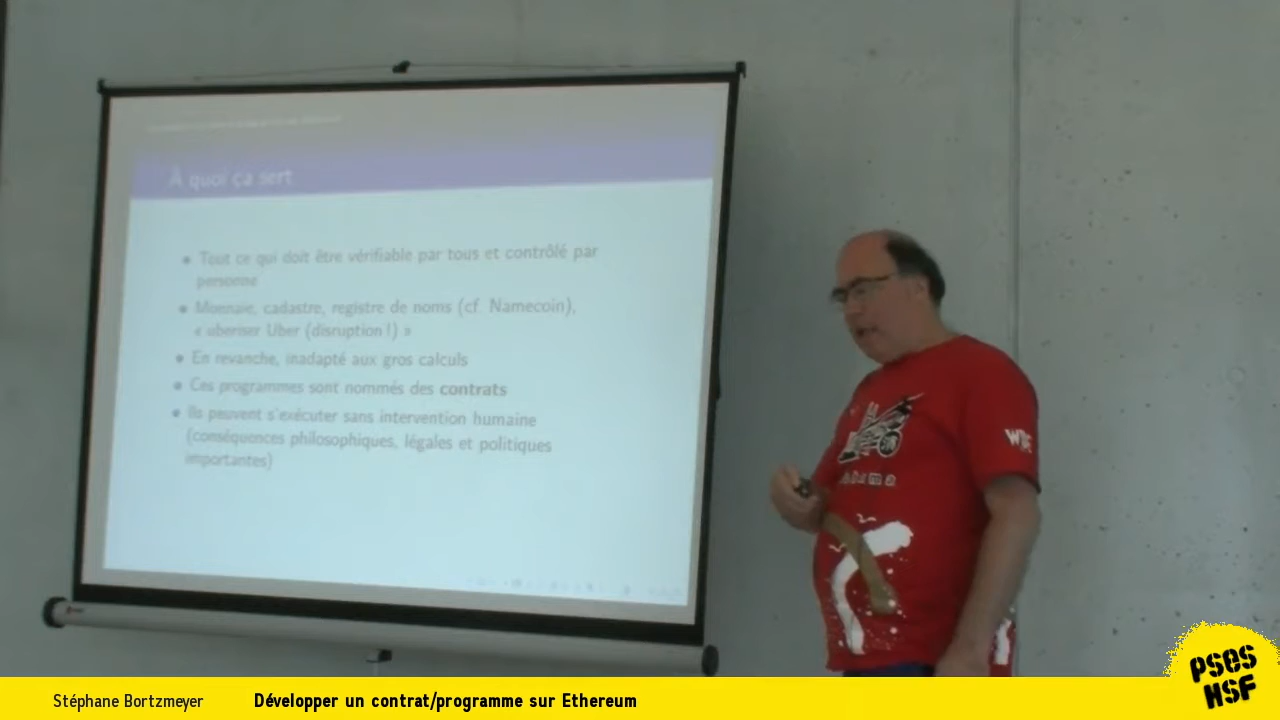 À quoi ça sert
Tout ce qui doit être vérifiable par tous et contrôlé par
personne
Monnaie, cadastre, registre de noms (cf. Namecoin),
« uberiser Uber (disruption !) »
En revanche, inadapté aux gros calculs
Ces programmes sont nommés des contrats
Ils peuvent s'exécuter sans intervention humaine
(conséquences philosophiques, légales et politiques
importantes)
Stéphane Bortzmeyer Développer un contrat/programme sur Ethereum
PSES
HSF